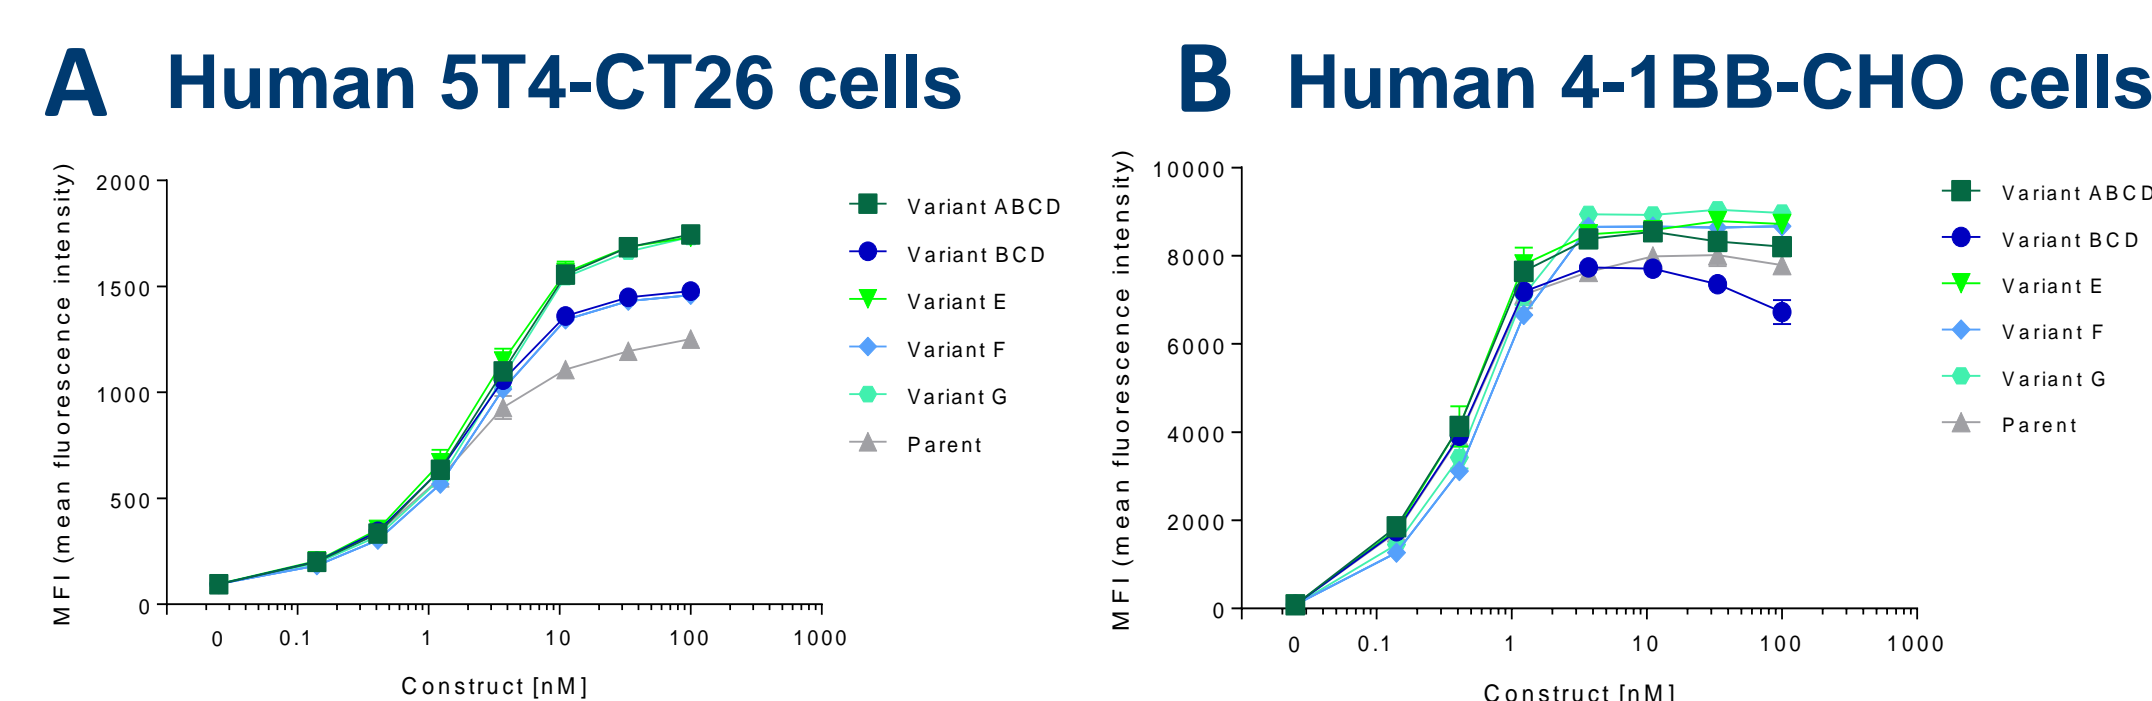 A Human 5T4-CT26 cells
MFI (mean fluorescence intensity)
2000
1500
1000
500
0
0 0.1 1 10 100 1000
Construct [nM]
Variant ABCD
Variant BCD
Variant E
Variant F
Variant G
Parent
B Human 4-1BB-CHO cells
MFI (mean fluorescence intensity)
10000
8000
6000
4000
2000
0
0 0.1 1 10 100 1000
Construct [nM]
Variant ABCD
Variant BCD
Variant E
Variant F
Variant G
Parent